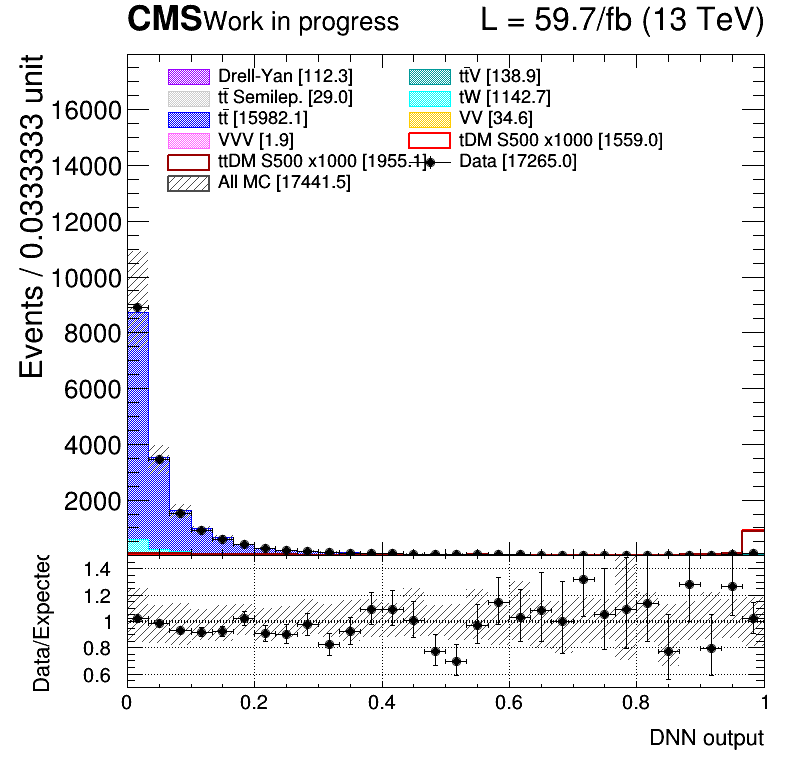 CMS Work in progress L = 59.7/fb (13 TeV)
Events / 0.0333333 unit
Drell-Yan [112.3] tt̄V [138.9]
tt̄ Semilep. [29.0] tW [1142.7]
tt̄ [15982.1] VV [34.6]
VVV [1.9] tDM S500 x1000 [1559.0]
ttDM S500 x1000 [1955.1] Data [17265.0]
All MC [17441.5]
16000
14000
12000
10000
8000
6000
4000
2000
Data/Expected
1.4
1.2
1
0.8
0.6
0 0.2 0.4 0.6 0.8 1
DNN output